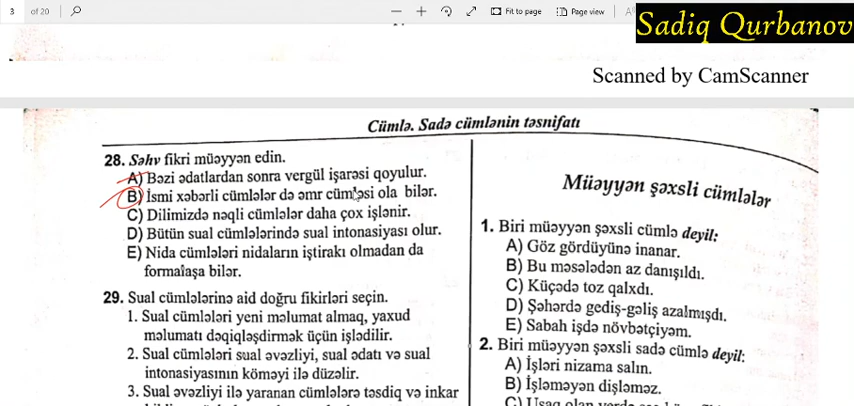 3 of 20 Fit to page Page view
Sadiq Qurbanov
Scanned by CamScanner
Cümlə. Sadə cümlənin təsnifatı
28. Səhv fikri müəyyən edin.
A) Bəzi ədatlardan sonra vergül işarəsi qoyulur.
B) İsmi xəbərli cümlələr də əmr cümləsi ola bilər.
C) Dilimizdə nəqli cümlələr daha çox işlənir.
D) Bütün sual cümlələrində sual intonasiyası olur.
E) Nida cümlələri nidaların iştirakı olmadan da
formalaşa bilər.
29. Sual cümlələrinə aid doğru fikirləri seçin.
1. Sual cümlələri yeni məlumat almaq, yaxud
məlumatı dəqiqləşdirmək üçün işlədilir.
2. Sual cümlələri sual əvəzliyi, sual ədatı və sual
intonasiyasının köməyi ilə düzəlir.
3. Sual əvəzliyi ilə yaranan cümlələrə təsdiq və inkar
Müəyyən şəxsli cümlələr
1. Biri müəyyən şəxsli cümlə deyil:
A) Göz gördüyünə inanar.
B) Bu məsələdən az danışıldı.
C) Küçədə toz qalxdı.
D) Şəhərdə gediş-gəliş azalmışdı.
E) Sabah işdə növbətçiyəm.
2. Biri müəyyən şəxsli sadə cümlə deyil:
A) İşləri nizama salın.
B) İşləməyən dişləməz.